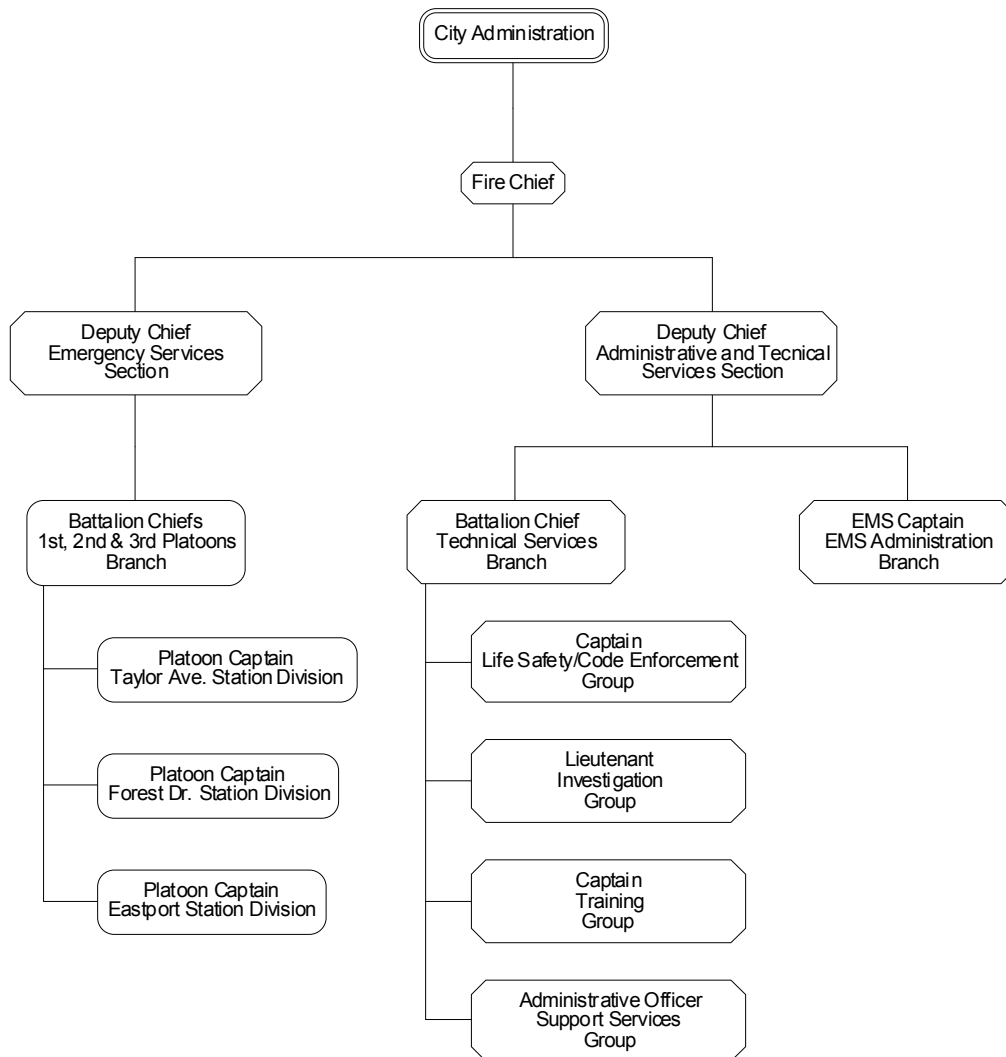 City Administration
Fire Chief
Deputy Chief
Emergency Services
Section
Deputy Chief
Administrative and Tecnical
Services Section
Battalion Chiefs
1st, 2nd & 3rd Platoons
Branch
Battalion Chief
Technical Services
Branch
EMS Captain
EMS Administration
Branch
Platoon Captain
Taylor Ave. Station Division
Platoon Captain
Forest Dr. Station Division
Platoon Captain
Eastport Station Division
Captain
Life Safety/Code Enforcement
Group
Lieutenant
Investigation
Group
Captain
Training
Group
Administrative Officer
Support Services
Group